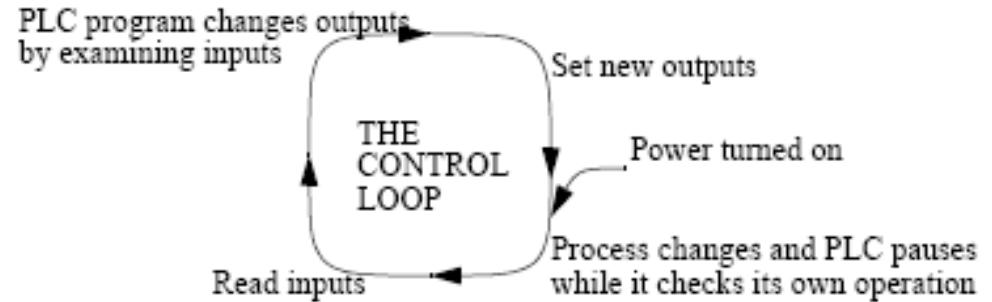 PLC program changes outputs
by examining inputs
Set new outputs
THE
CONTROL
LOOP
Power turned on
Process changes and PLC pauses
while it checks its own operation
Read inputs